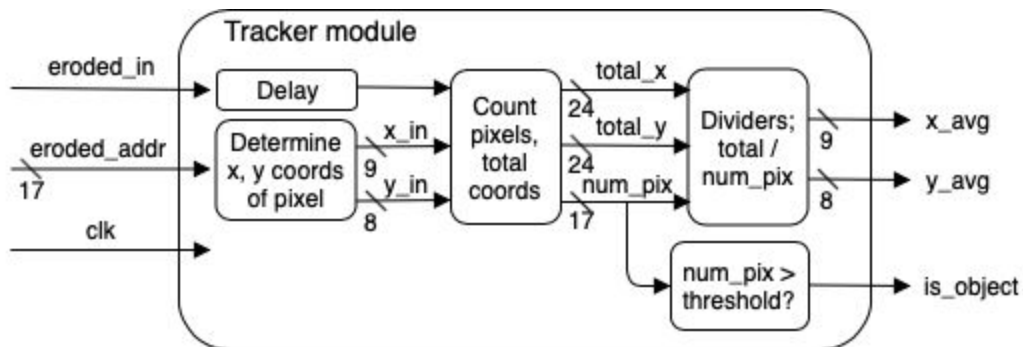 Tracker module
eroded_in
Delay
eroded_addr
17
Determine
x, y coords
of pixel
clk
x_in
9
y_in
8
Count
pixels,
total
coords
total_x
24
total_y
24
num_pix
17
Dividers;
total /
num_pix
9
x_avg
8
y_avg
num_pix >
threshold?
is_object